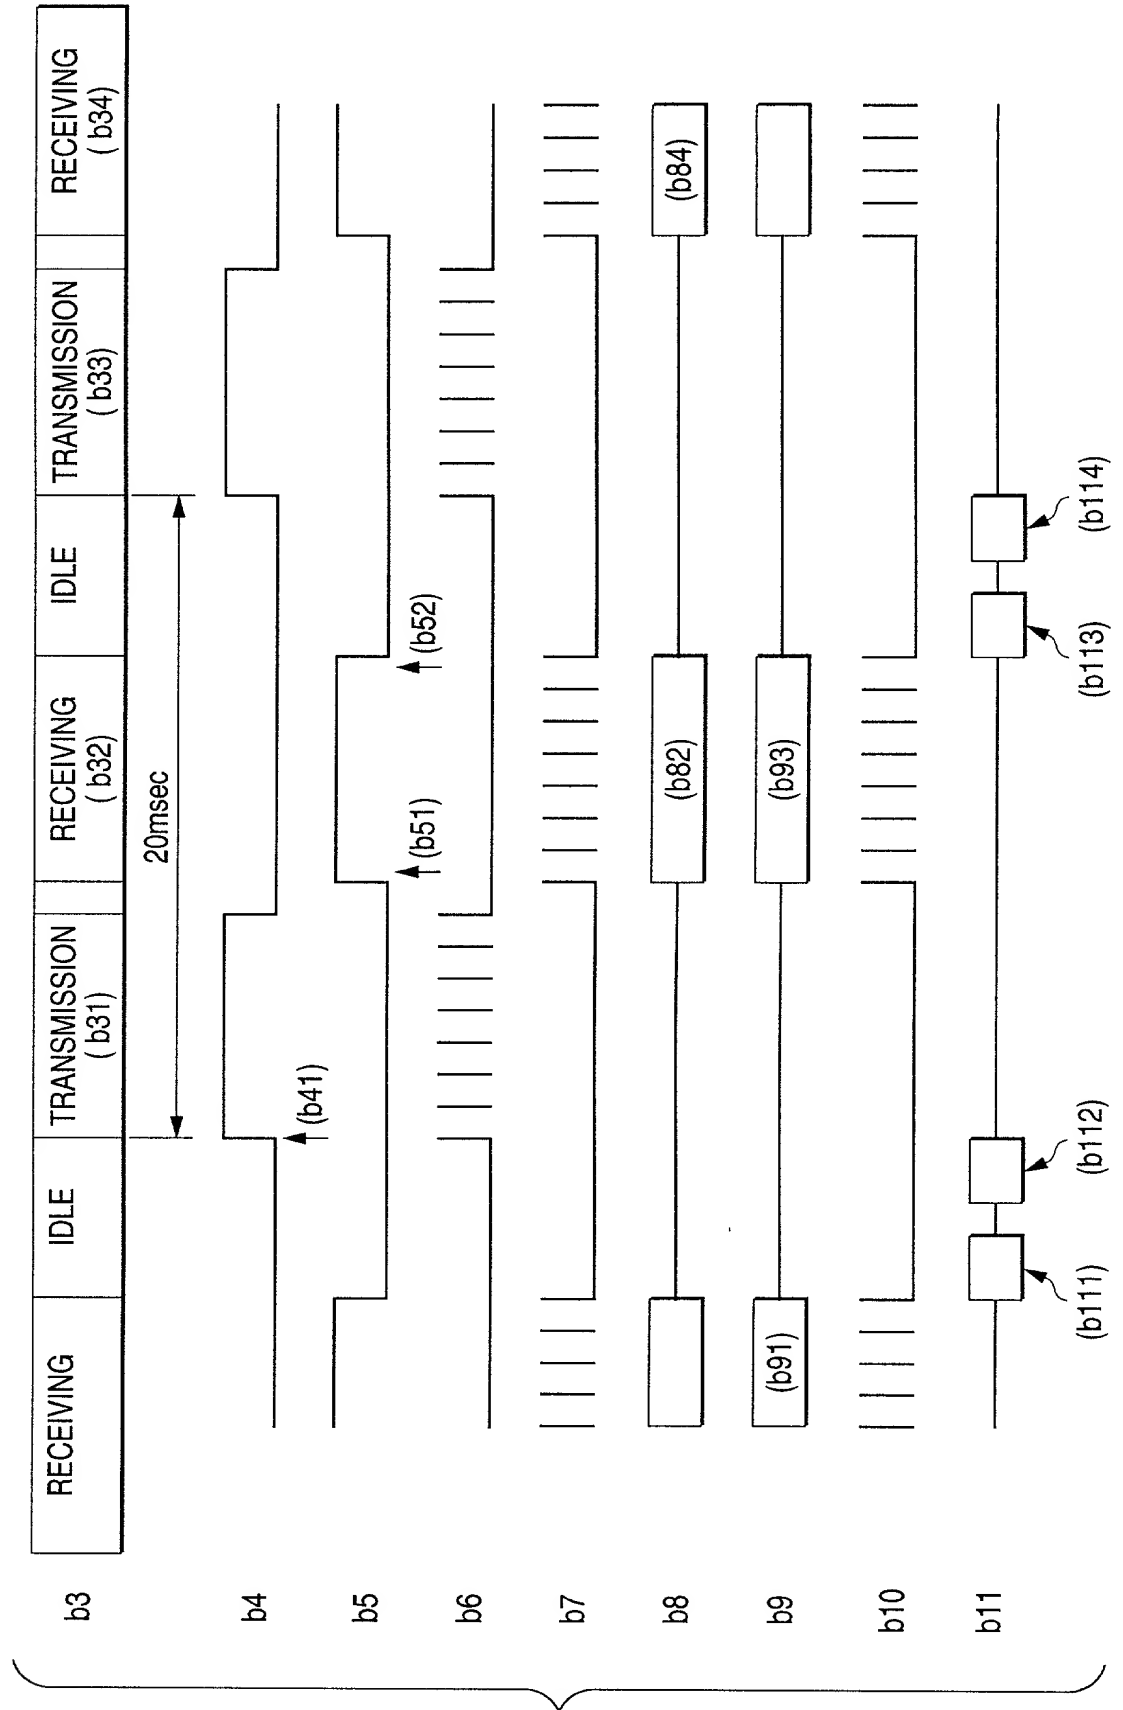 b3
RECEIVING
IDLE
TRANSMISSION
( b31)
RECEIVING
( b32)
IDLE
TRANSMISSION
( b33)
RECEIVING
( b34)
20msec
b4
(b41)
b5
(b51)
(b52)
b6
b7
b8
(b82)
(b84)
b9
(b91)
(b93)
b10
b11
(b111)
(b112)
(b113)
(b114)